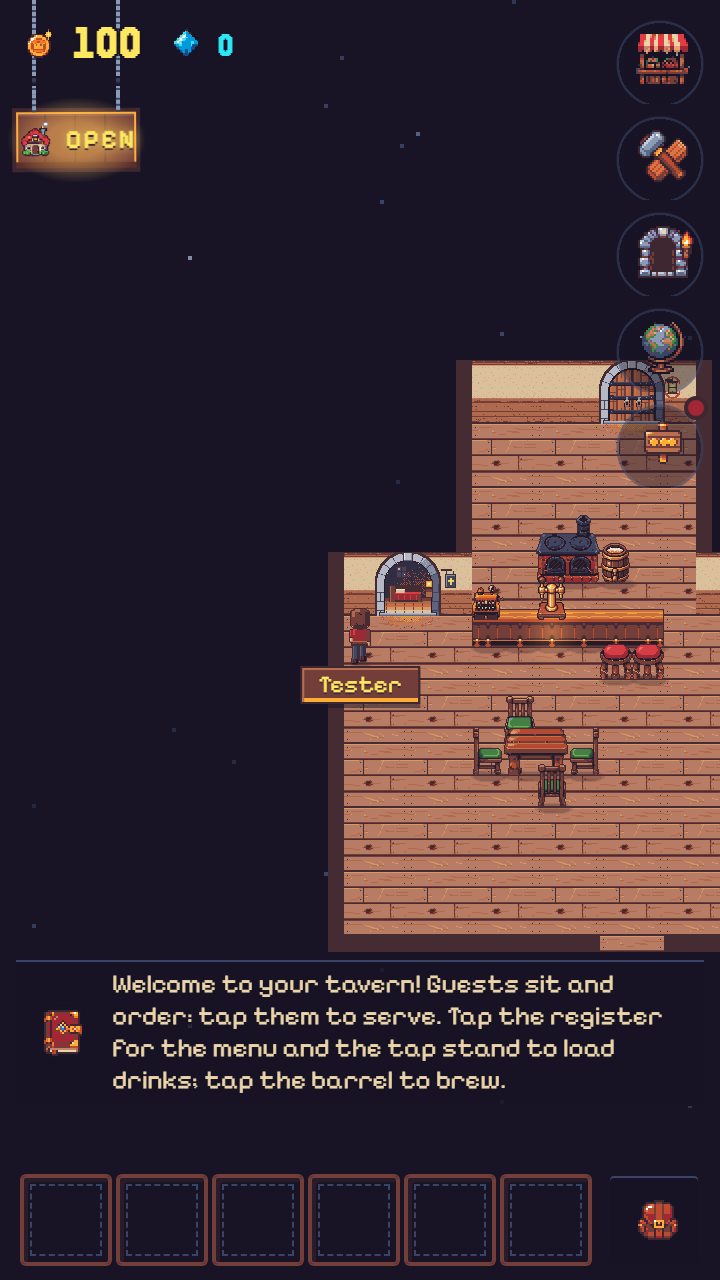 100 0
OPEN
Tester
Welcome to your tavern! Guests sit and
order: tap them to serve. Tap the register
for the menu and the tap stand to load
drinks; tap the barrel to brew.